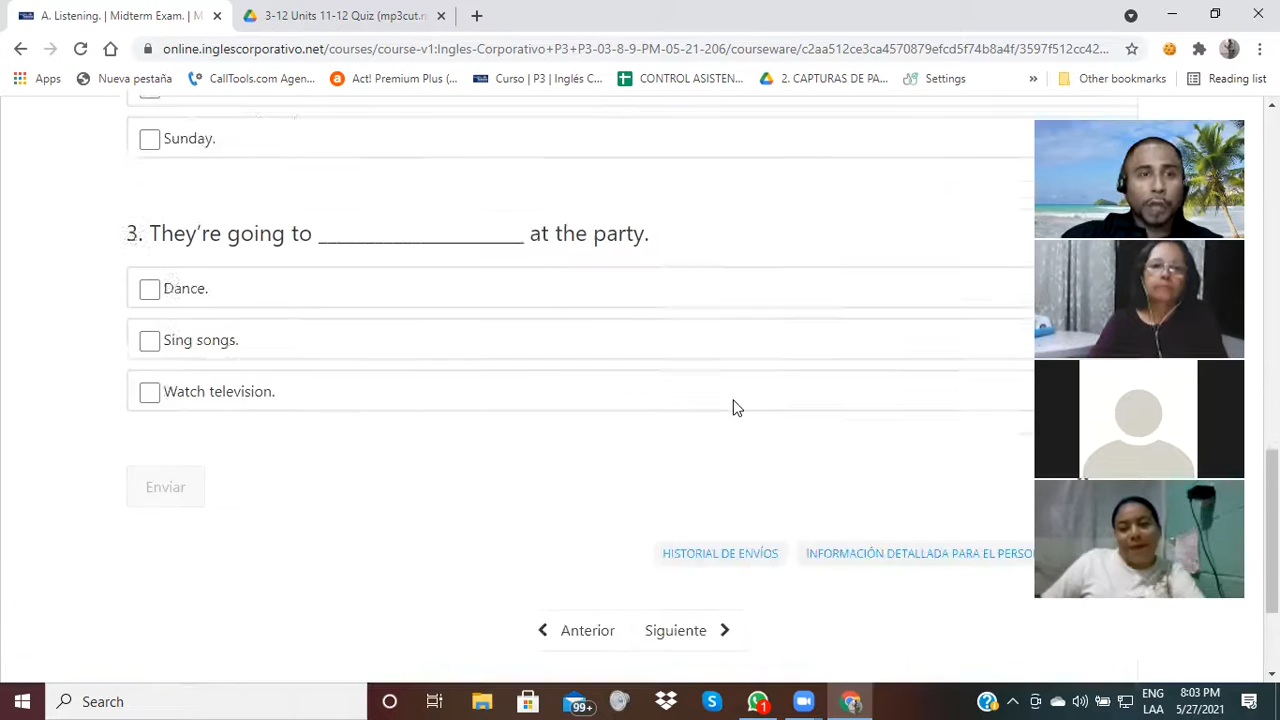 A. Listening. | Midterm Exam. | M
3-12 Units 11-12 Quiz (mp3cut.r
online.inglescorporativo.net/courses/course-v1:Ingles-Corporativo+P3+P3-03-8-9-PM-05-21-206/courseware/c2aa512ce3ca4570879efcd5f74b8a4f/3597f512cc42...
Apps Nueva pestaña CallTools.com Agen... Act! Premium Plus (... Curso | P3 | Inglés C... CONTROL ASISTEN... 2. CAPTURAS DE PA... Settings » Other bookmarks Reading list
Sunday.
3. They're going to ________________ at the party.
Dance.
Sing songs.
Watch television.
Enviar
HISTORIAL DE ENVÍOS INFORMACIÓN DETALLADA PARA EL PERSO
Anterior Siguiente
Search 99+ 1 ENG LAA 8:03 PM 5/27/2021